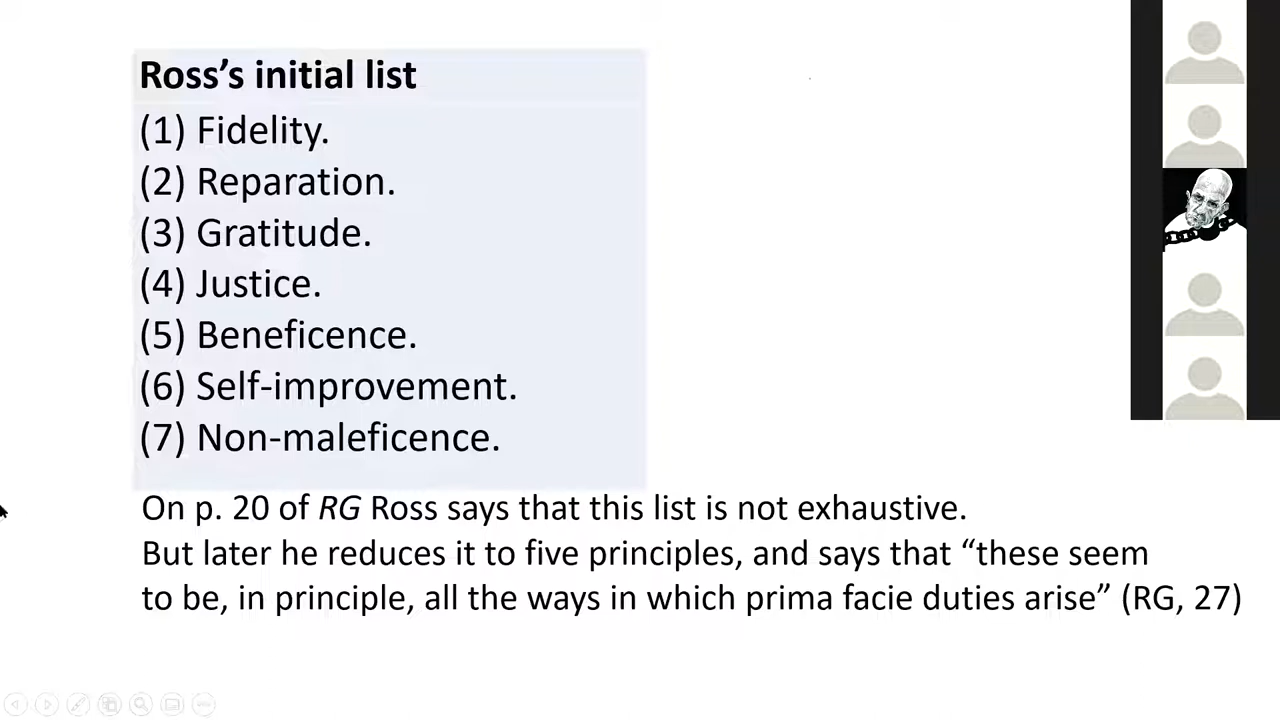 Ross’s initial list
(1) Fidelity.
(2) Reparation.
(3) Gratitude.
(4) Justice.
(5) Beneficence.
(6) Self-improvement.
(7) Non-maleficence.
On p. 20 of RG Ross says that this list is not exhaustive.
But later he reduces it to five principles, and says that “these seem
to be, in principle, all the ways in which prima facie duties arise” (RG, 27)